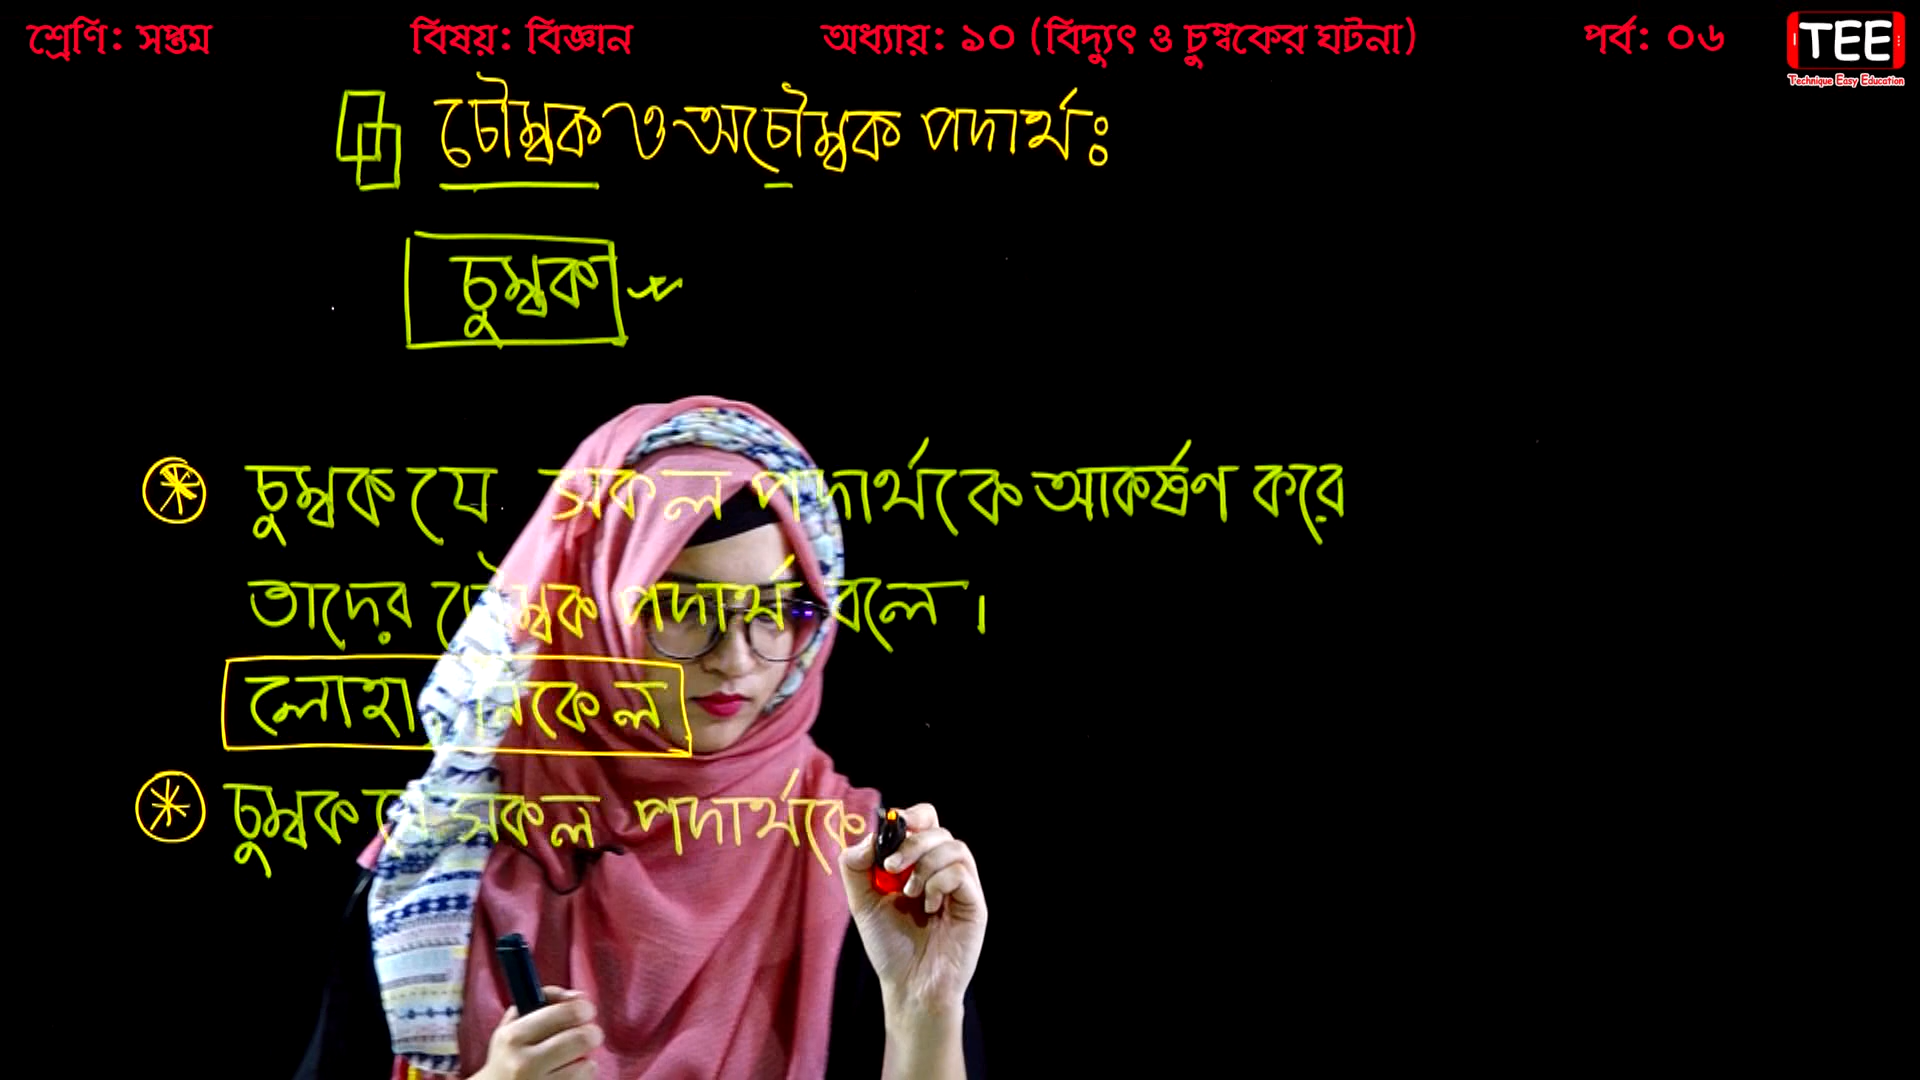 শ্রেণি: সপ্তম বিষয়: বিজ্ঞান অধ্যায়: ১০ (বিদ্যুৎ ও চুম্বকের ঘটনা) পর্ব: ০৬ TEE
Technique Easy Education
চৌম্বক ও অচৌম্বক পদার্থঃ
চুম্বক
চুম্বক যে সকল পদার্থকে আকর্ষণ করে
তাদের চৌম্বক পদার্থ বলে।
লোহা, নিকেল
চুম্বক যে সকল পদার্থকে